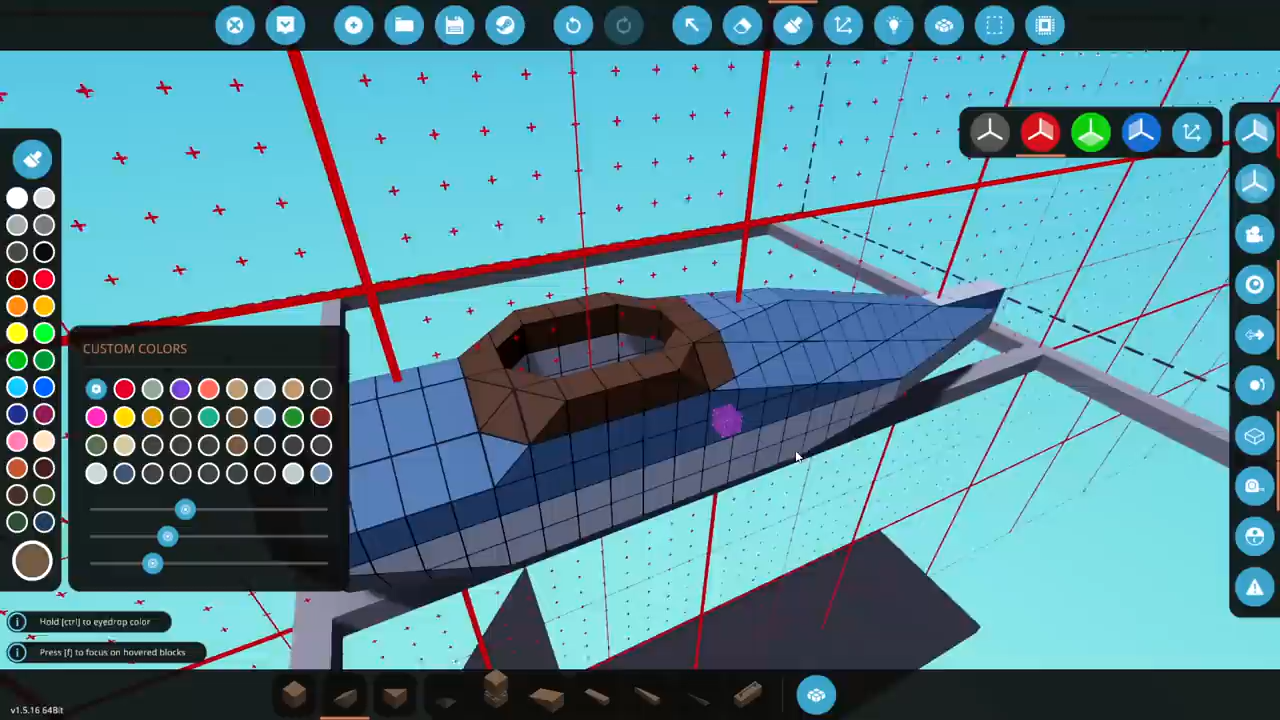 CUSTOM COLORS
Hold [ctrl] to eyedrop color
Press [f] to focus on hovered blocks
v1.5.16 64Bit